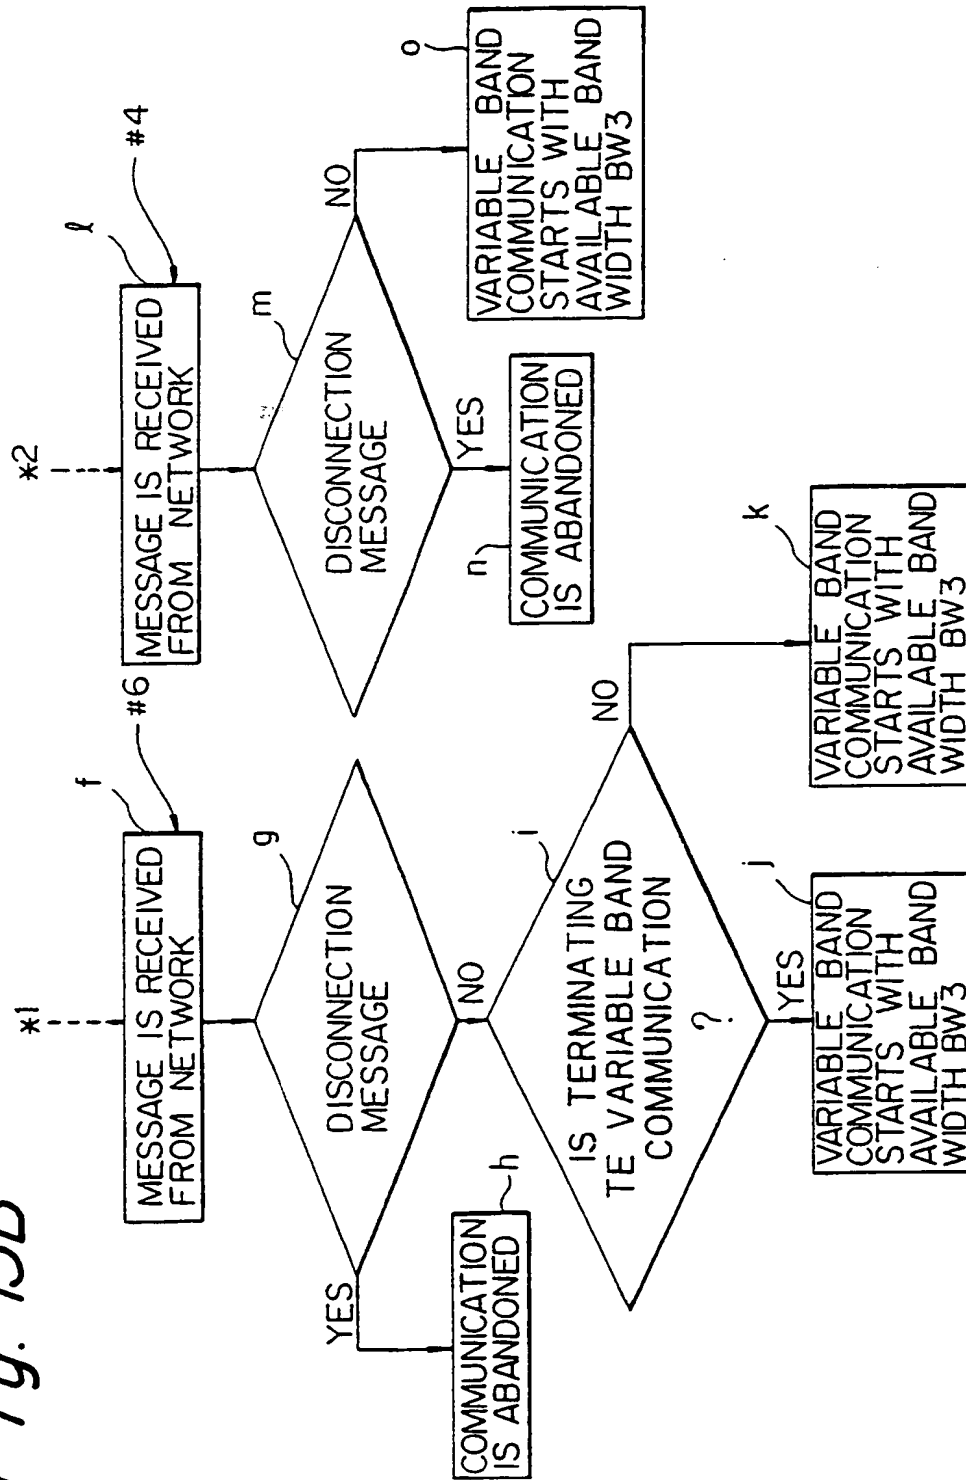 Fig. 15B
*1
f
#6
MESSAGE IS RECEIVED
FROM NETWORK
g
DISCONNECTION
MESSAGE
YES
NO
h
COMMUNICATION
IS ABANDONED
i
IS TERMINATING
TE VARIABLE BAND
COMMUNICATION
?
YES
NO
j
VARIABLE BAND
COMMUNICATION
STARTS WITH
AVAILABLE BAND
WIDTH BW3
k
VARIABLE BAND
COMMUNICATION
STARTS WITH
AVAILABLE BAND
WIDTH BW3
*2
ℓ
#4
MESSAGE IS RECEIVED
FROM NETWORK
m
DISCONNECTION
MESSAGE
YES
NO
n
COMMUNICATION
IS ABANDONED
o
VARIABLE BAND
COMMUNICATION
STARTS WITH
AVAILABLE BAND
WIDTH BW3